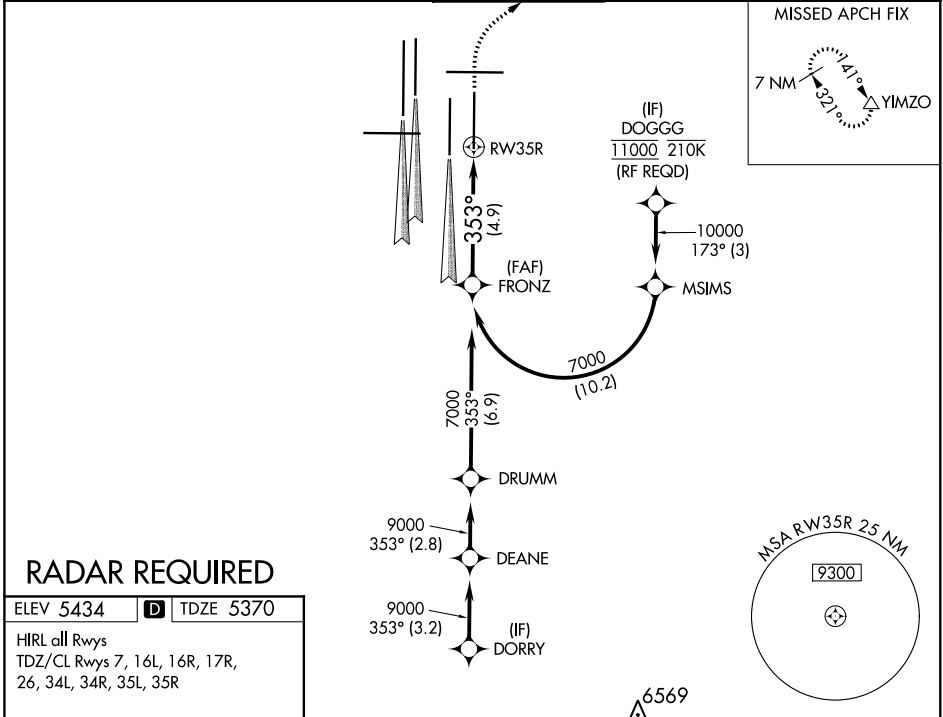 MISSED APCH FIX
7 NM
141°
321°
YIMZO
(IF)
DOGGG
11000 210K
(RF REQD)
RW35R
353°
(4.9)
10000
173° (3)
(FAF)
FRONZ
MSIMS
7000
(10.2)
7000
353°
(6.9)
DRUMM
9000
353° (2.8)
DEANE
9000
353° (3.2)
(IF)
DORRY
MSA RW35R 25 NM
9300
6569
RADAR REQUIRED
ELEV 5434 D TDZE 5370
HIRL all Rwys
TDZ/CL Rwys 7, 16L, 16R, 17R,
26, 34L, 34R, 35L, 35R